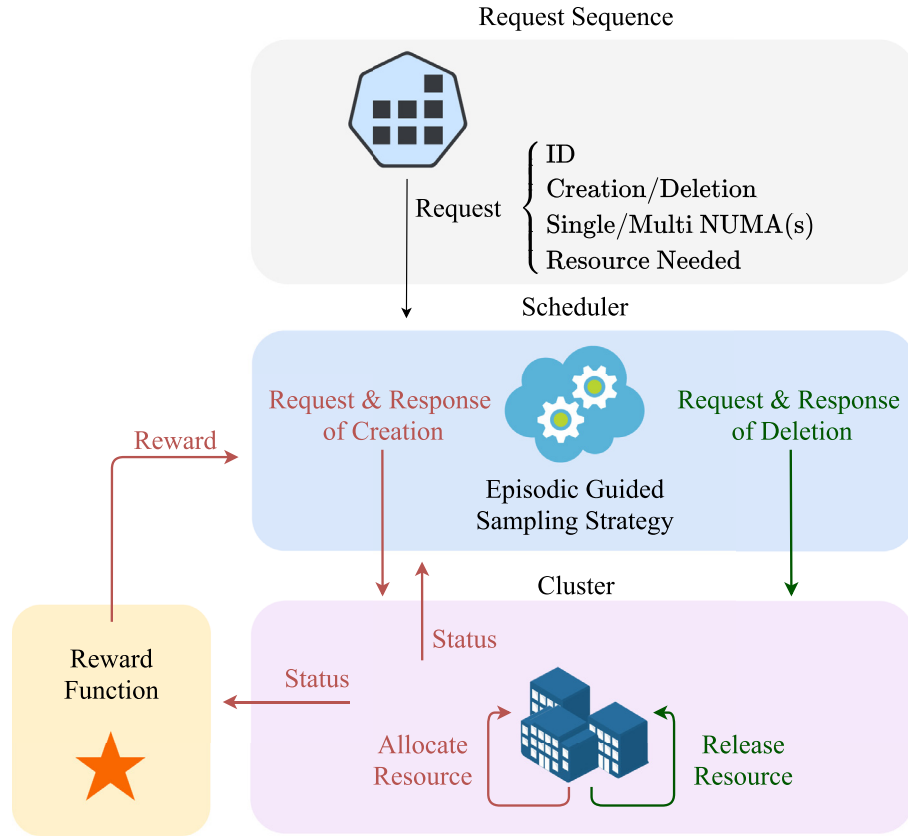 Request Sequence
Request
ID
Creation/Deletion
Single/Multi NUMA(s)
Resource Needed
Scheduler
Request & Response
of Creation
Request & Response
of Deletion
Reward
Episodic Guided
Sampling Strategy
Cluster
Reward
Function
Status
Status
Allocate
Resource
Release
Resource